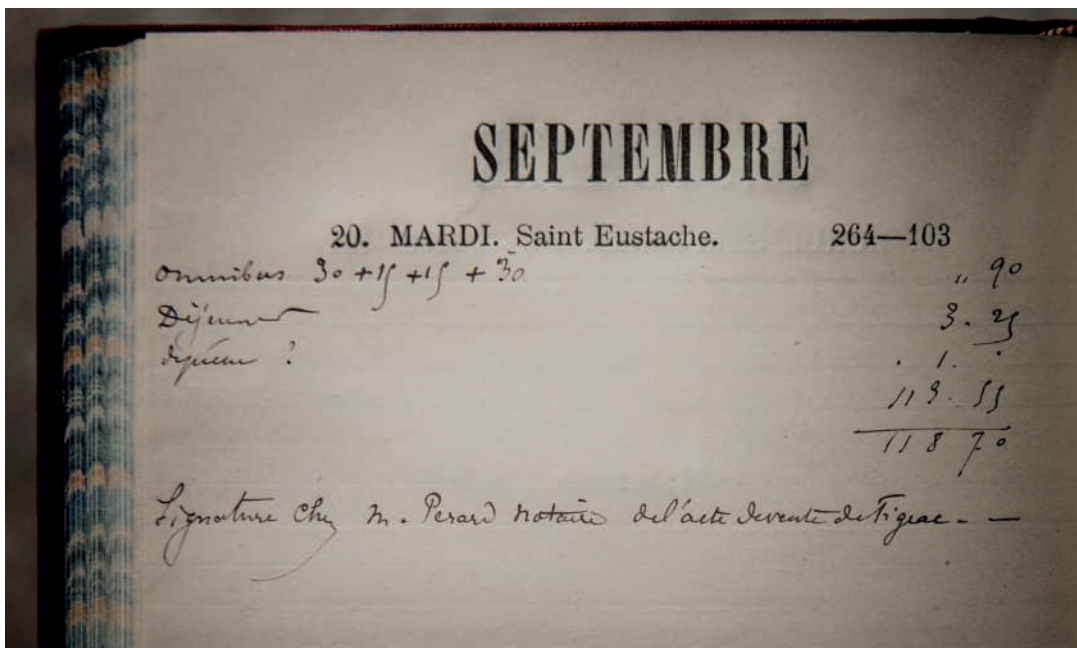 SEPTEMBRE
20. MARDI. Saint Eustache. 264—103
Omnibus 30 + 15 + 15 + 30 „ 90
Déjeuner 3. 25
? . 1. .
113. 55
118 70
Signature chez M. Perard notaire de l'acte de vente de Figeac - —